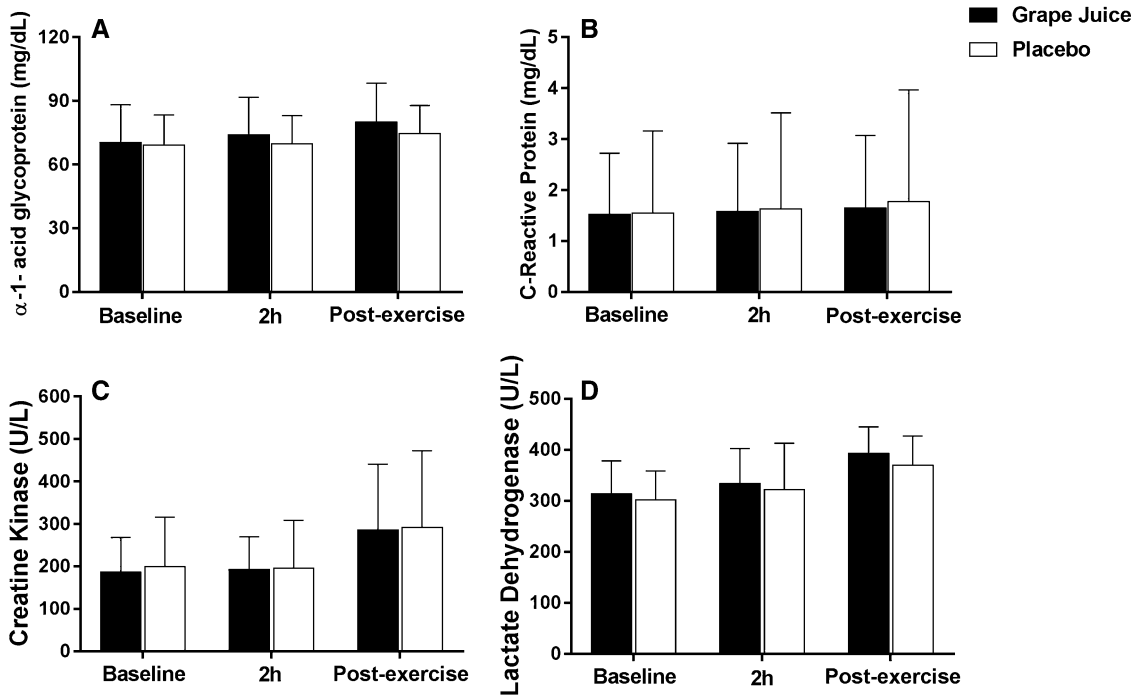 Grape Juice
Placebo
A
α-1- acid glycoprotein (mg/dL)
120
90
60
30
0
Baseline
2h
Post-exercise
B
C-Reactive Protein (mg/dL)
5
4
3
2
1
0
Baseline
2h
Post-exercise
C
Creatine Kinase (U/L)
600
500
400
300
200
100
0
Baseline
2h
Post-exercise
D
Lactate Dehydrogenase (U/L)
500
400
300
200
100
0
Baseline
2h
Post-exercise